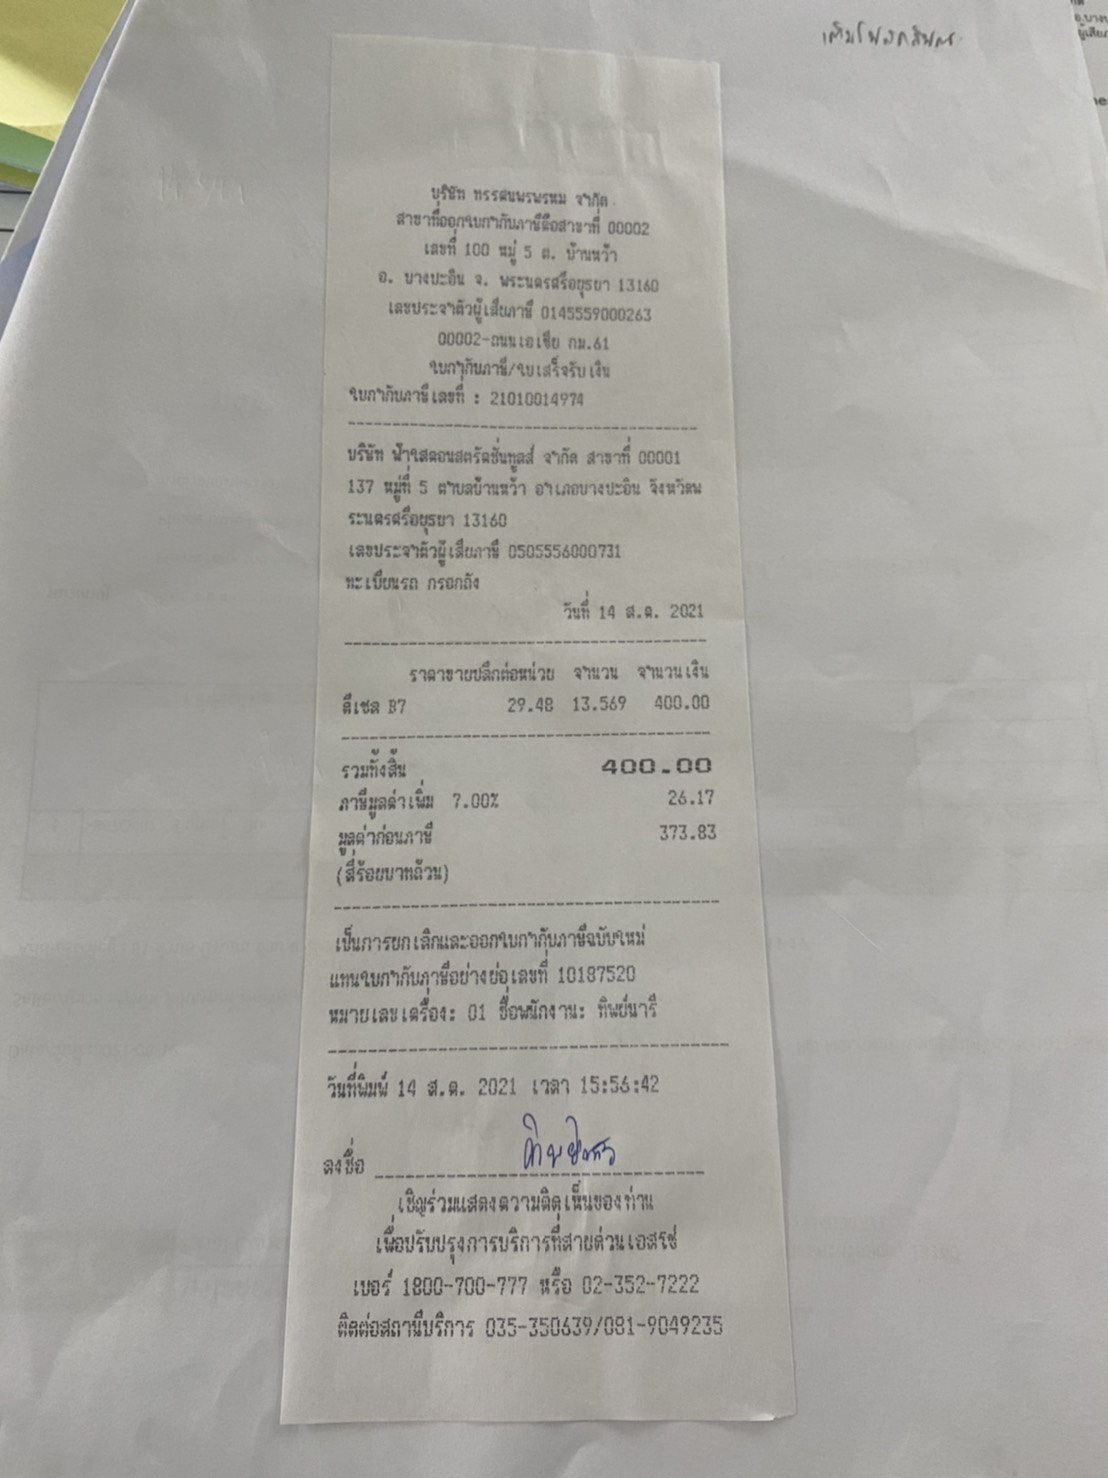 บริษัท ทรรศนพรพรหม จำกัด
สาขาที่ออกใบกำกับภาษีคือสาขาที่ 00002
เลขที่ 100 หมู่ 5 ต. บ้านหว้า
อ. บางปะอิน จ. พระนครศรีอยุธยา 13160
เลขประจำตัวผู้เสียภาษี 0145559000263
00002-ถนนเอเซีย กม.61
ใบกำกับภาษี/ใบเสร็จรับเงิน
ใบกำกับภาษีเลขที่ : 21010014974
บริษัท ฟ้าใสคอนสตรัคชั่นทูลส์ จำกัด สาขาที่ 00001
137 หมู่ที่ 5 ตำบลบ้านหว้า อำเภอบางปะอิน จังหวัดพ
ระนครศรีอยุธยา 13160
เลขประจำตัวผู้เสียภาษี 0505556000731
ทะเบียนรถ กรอกถัง
วันที่ 14 ส.ค. 2021
ราคาขายปลีกต่อหน่วย จำนวน จำนวนเงิน
ดีเซล B7 29.48 13.569 400.00
รวมทั้งสิ้น 400.00
ภาษีมูลค่าเพิ่ม 7.00% 26.17
มูลค่าก่อนภาษี 373.83
(สี่ร้อยบาทถ้วน)
เป็นการยกเลิกและออกใบกำกับภาษีฉบับใหม่
แทนใบกำกับภาษีอย่างย่อเลขที่ 10187520
หมายเลขเครื่อง: 01 ชื่อพนักงาน: ทิพย์นารี
วันที่พิมพ์ 14 ส.ค. 2021 เวลา 15:56:42
ลงชื่อ
เชิญร่วมแสดงความคิดเห็นของท่าน
เพื่อปรับปรุงการบริการที่สายด่วนเอสโซ่
เบอร์ 1800-700-777 หรือ 02-352-7222
ติดต่อสถานีบริการ 035-350639/081-9049235